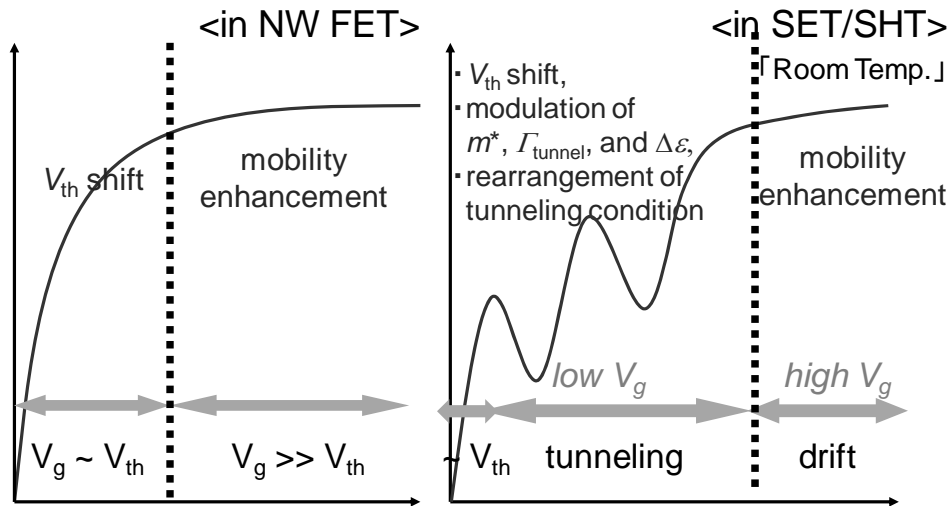 <in NW FET>
V_th shift
mobility
enhancement
V_g ~ V_th
V_g >> V_th
<in SET/SHT>
「Room Temp.」
· V_th shift,
· modulation of
m*, Γ_tunnel, and Δε,
· rearrangement of
tunneling condition
mobility
enhancement
low V_g
high V_g
~ V_th
tunneling
drift